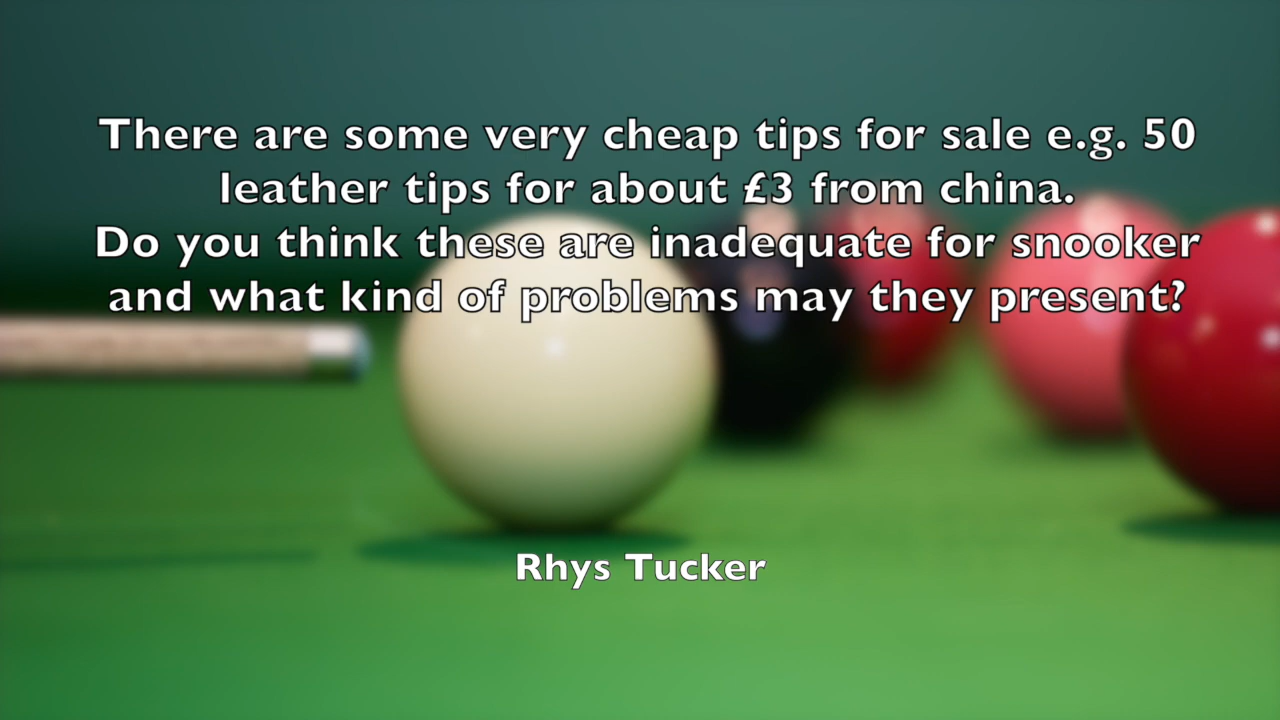 There are some very cheap tips for sale e.g. 50
leather tips for about £3 from china.
Do you think these are inadequate for snooker
and what kind of problems may they present?
Rhys Tucker